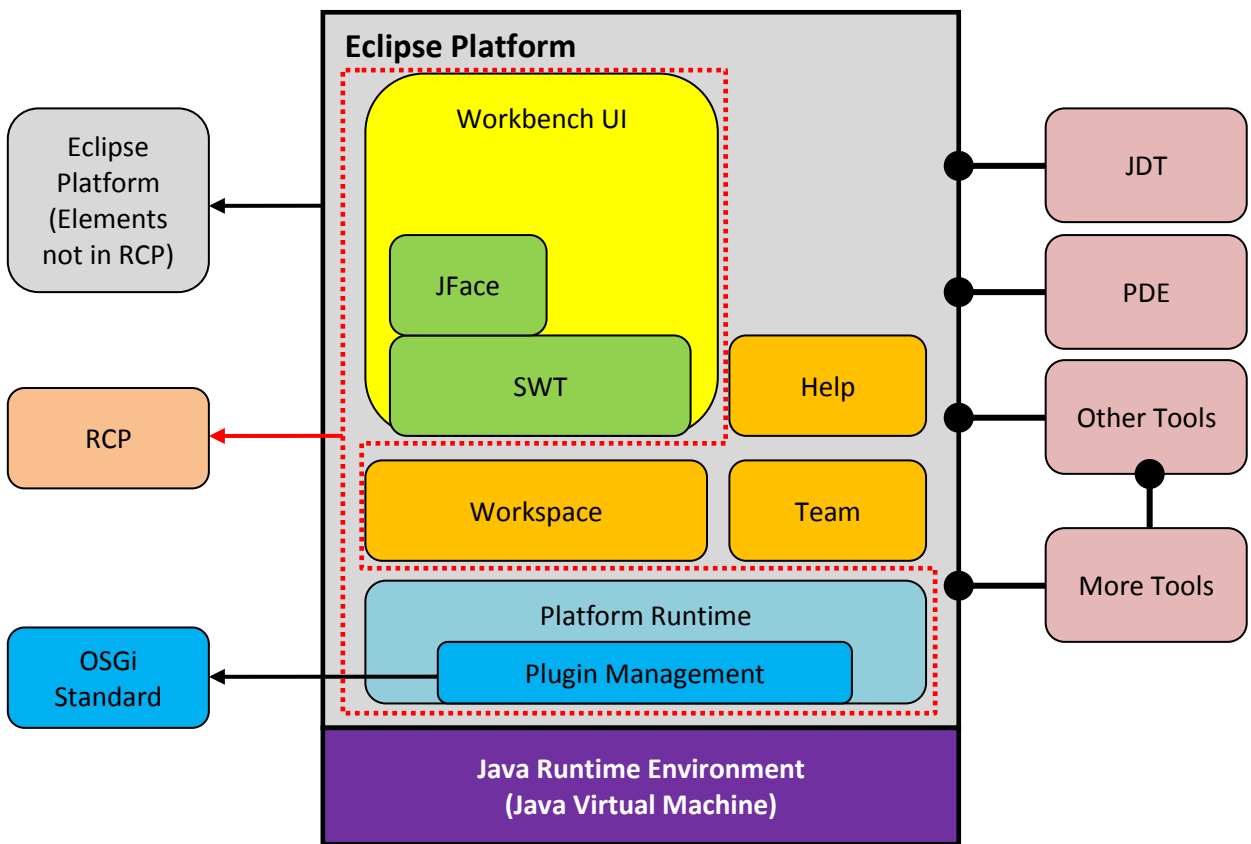 Eclipse Platform
Workbench UI
JFace
SWT
Help
Workspace
Team
Platform Runtime
Plugin Management
Java Runtime Environment
(Java Virtual Machine)
Eclipse
Platform
(Elements
not in RCP)
RCP
OSGi
Standard
JDT
PDE
Other Tools
More Tools